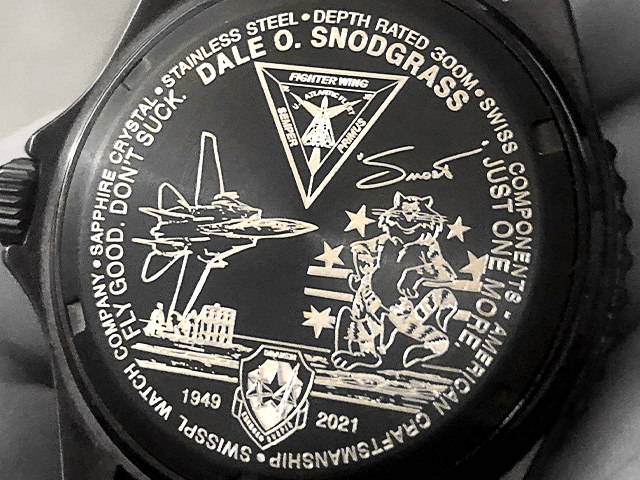 SWISSPL WATCH COMPANY • SAPPHIRE CRYSTAL • STAINLESS STEEL • DEPTH RATED 300M • SWISS COMPONENTS - AMERICAN CRAFTSMANSHIP •
FLY GOOD. DON'T SUCK. DALE O. SNODGRASS "JUST ONE MORE."
FIGHTER WING
U.S. ATLANTIC FLEET
SEMPER PRIMUS
"Snort"
1949
2021